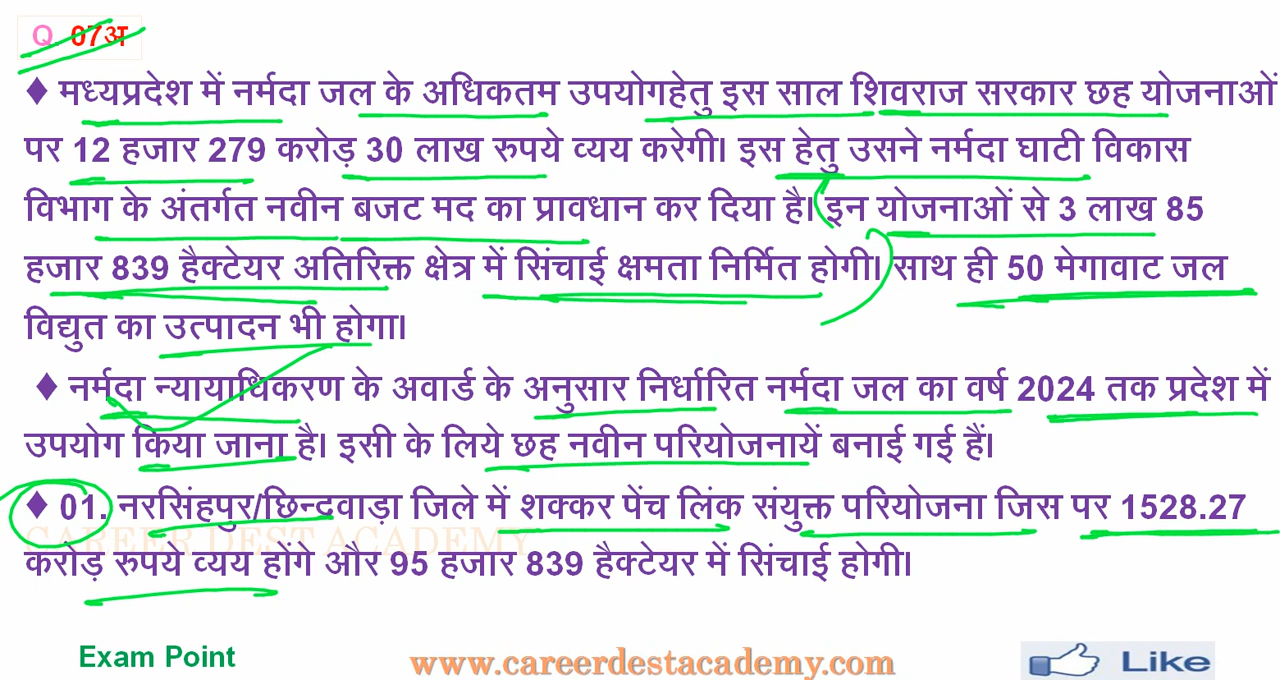 Q. 07अ
♦ मध्यप्रदेश में नर्मदा जल के अधिकतम उपयोगहेतु इस साल शिवराज सरकार छह योजनाओं
पर 12 हजार 279 करोड़ 30 लाख रुपये व्यय करेगी। इस हेतु उसने नर्मदा घाटी विकास
विभाग के अंतर्गत नवीन बजट मद का प्रावधान कर दिया है। इन योजनाओं से 3 लाख 85
हजार 839 हैक्टेयर अतिरिक्त क्षेत्र में सिंचाई क्षमता निर्मित होगी। साथ ही 50 मेगावाट जल
विद्युत का उत्पादन भी होगा।
♦ नर्मदा न्यायाधिकरण के अवार्ड के अनुसार निर्धारित नर्मदा जल का वर्ष 2024 तक प्रदेश में
उपयोग किया जाना है। इसी के लिये छह नवीन परियोजनायें बनाई गई हैं।
♦ 01. नरसिंहपुर/छिन्दवाड़ा जिले में शक्कर पेंच लिंक संयुक्त परियोजना जिस पर 1528.27
CAREER DEST ACADEMY
करोड़ रुपये व्यय होंगे और 95 हजार 839 हैक्टेयर में सिंचाई होगी।
Exam Point
www.careerdestacademy.com
Like